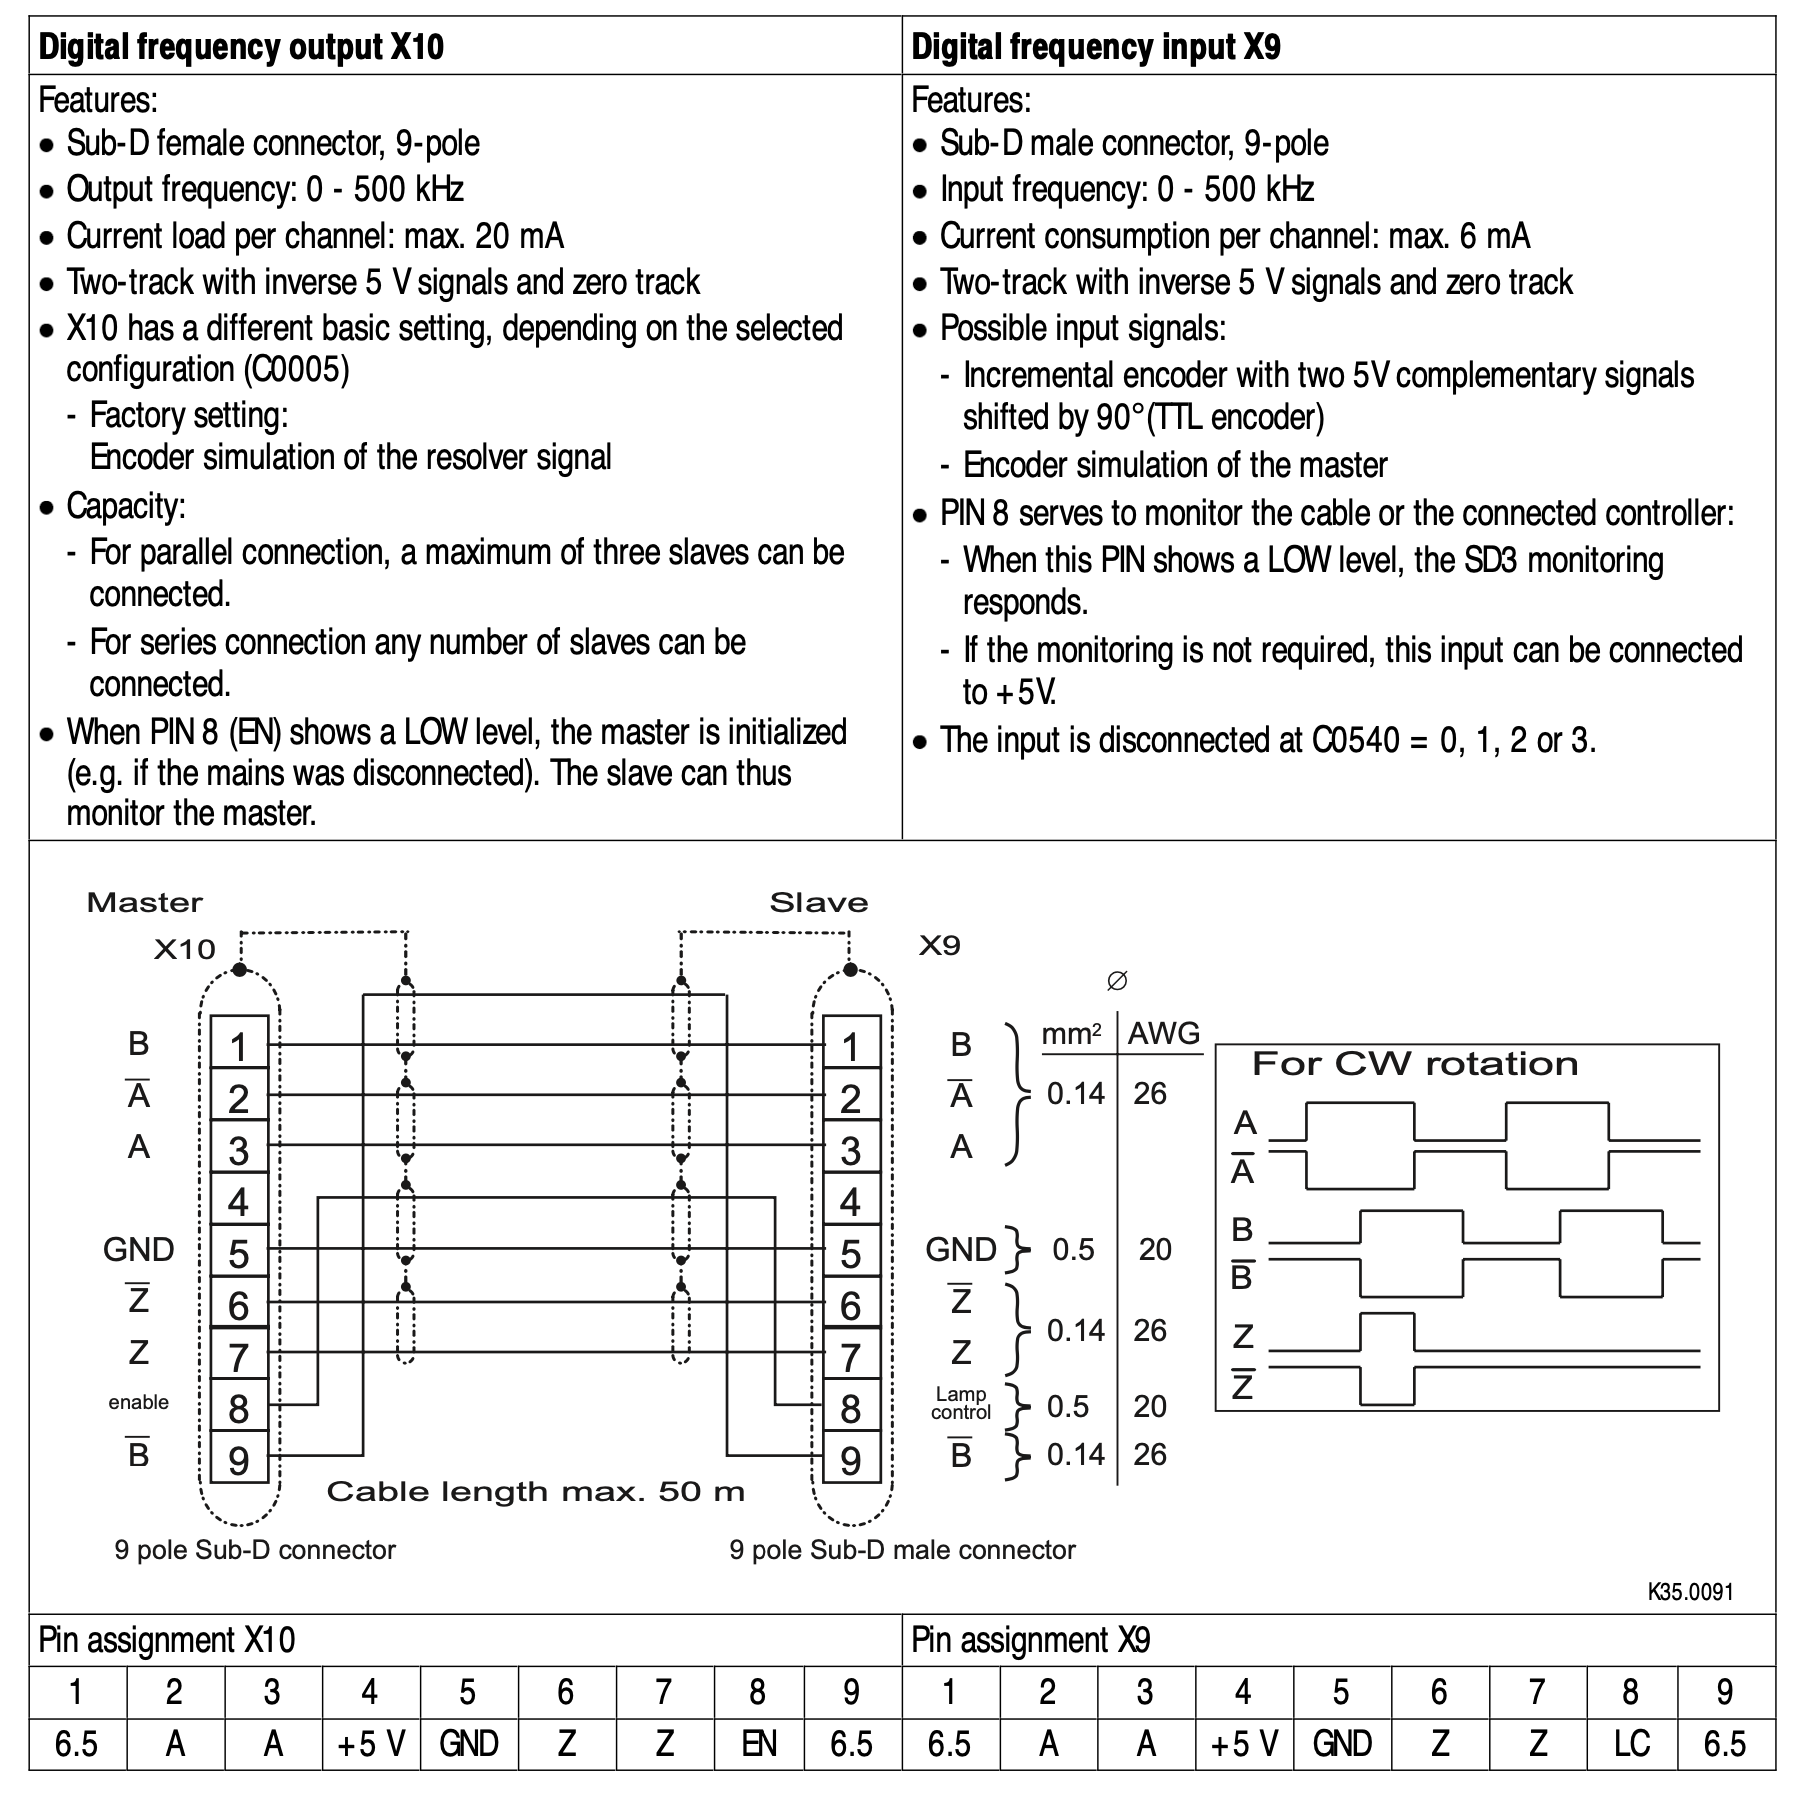 Digital frequency output X10
Features:
● Sub-D female connector, 9-pole
● Output frequency: 0 - 500 kHz
● Current load per channel: max. 20 mA
● Two-track with inverse 5 V signals and zero track
● X10 has a different basic setting, depending on the selected
configuration (C0005)
- Factory setting:
Encoder simulation of the resolver signal
● Capacity:
- For parallel connection, a maximum of three slaves can be
connected.
- For series connection any number of slaves can be
connected.
● When PIN 8 (EN) shows a LOW level, the master is initialized
(e.g. if the mains was disconnected). The slave can thus
monitor the master.
Digital frequency input X9
Features:
● Sub-D male connector, 9-pole
● Input frequency: 0 - 500 kHz
● Current consumption per channel: max. 6 mA
● Two-track with inverse 5 V signals and zero track
● Possible input signals:
- Incremental encoder with two 5V complementary signals
shifted by 90°(TTL encoder)
- Encoder simulation of the master
● PIN 8 serves to monitor the cable or the connected controller:
- When this PIN shows a LOW level, the SD3 monitoring
responds.
- If the monitoring is not required, this input can be connected
to +5V.
● The input is disconnected at C0540 = 0, 1, 2 or 3.
Master Slave
X10 X9
∅
mm² AWG
B 1 1 B
A̅ 2 2 A̅ 0.14 26
A 3 3 A
4 4
GND 5 5 GND 0.5 20
Z̅ 6 6 Z̅
0.14 26
Z 7 7 Z
enable 8 8 Lamp
control 0.5 20
B̅ 9 9 B̅ 0.14 26
Cable length max. 50 m
9 pole Sub-D connector 9 pole Sub-D male connector
For CW rotation
A
A̅
B
B̅
Z
Z̅
K35.0091
Pin assignment X10 Pin assignment X9
1 2 3 4 5 6 7 8 9 1 2 3 4 5 6 7 8 9
6.5 A A +5 V GND Z Z EN 6.5 6.5 A A +5 V GND Z Z LC 6.5